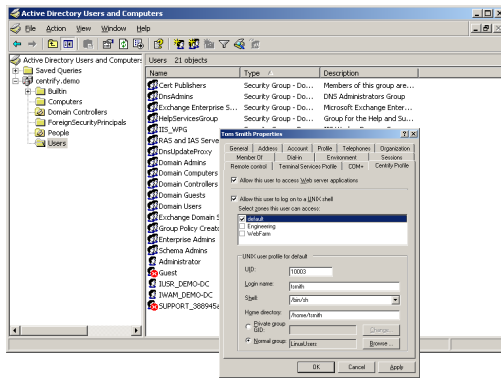 Active Directory Users and Computers
File Action View Window Help
Active Directory Users and Computers
Saved Queries
centrify.demo
Builtin
Computers
Domain Controllers
ForeignSecurityPrincipals
People
Users
Users 21 objects
Name Type Description
Cert Publishers Security Group - Do... Members of this group are...
DnsAdmins Security Group - Do... DNS Administrators Group
Exchange Enterprise S... Security Group - Do... Microsoft Exchange Enter...
HelpServicesGroup Security Group - Do... Group for the Help and Su...
IIS_WPG
RAS and IAS Serve
DnsUpdateProxy
Domain Admins
Domain Computers
Domain Controllers
Domain Guests
Domain Users
Exchange Domain S
Group Policy Creato
Enterprise Admins
Schema Admins
Administrator
Guest
IUSR_DEMO-DC
IWAM_DEMO-DC
SUPPORT_388945a
Tom Smith Properties
General Address Account Profile Telephones Organization
Member Of Dial-in Environment Sessions
Remote control Terminal Services Profile COM+ Centrify Profile
Allow this user to access Web server applications
Allow this user to log on to a UNIX shell
Select zones this user can access:
default
Engineering
WebFarm
UNIX user profile for default
UID: 10003
Login name: tsmith
Shell: /bin/sh
Home directory: /home/tsmith
Private group
GID: Change...
Normal group: LinuxUsers Browse...
OK Cancel Apply